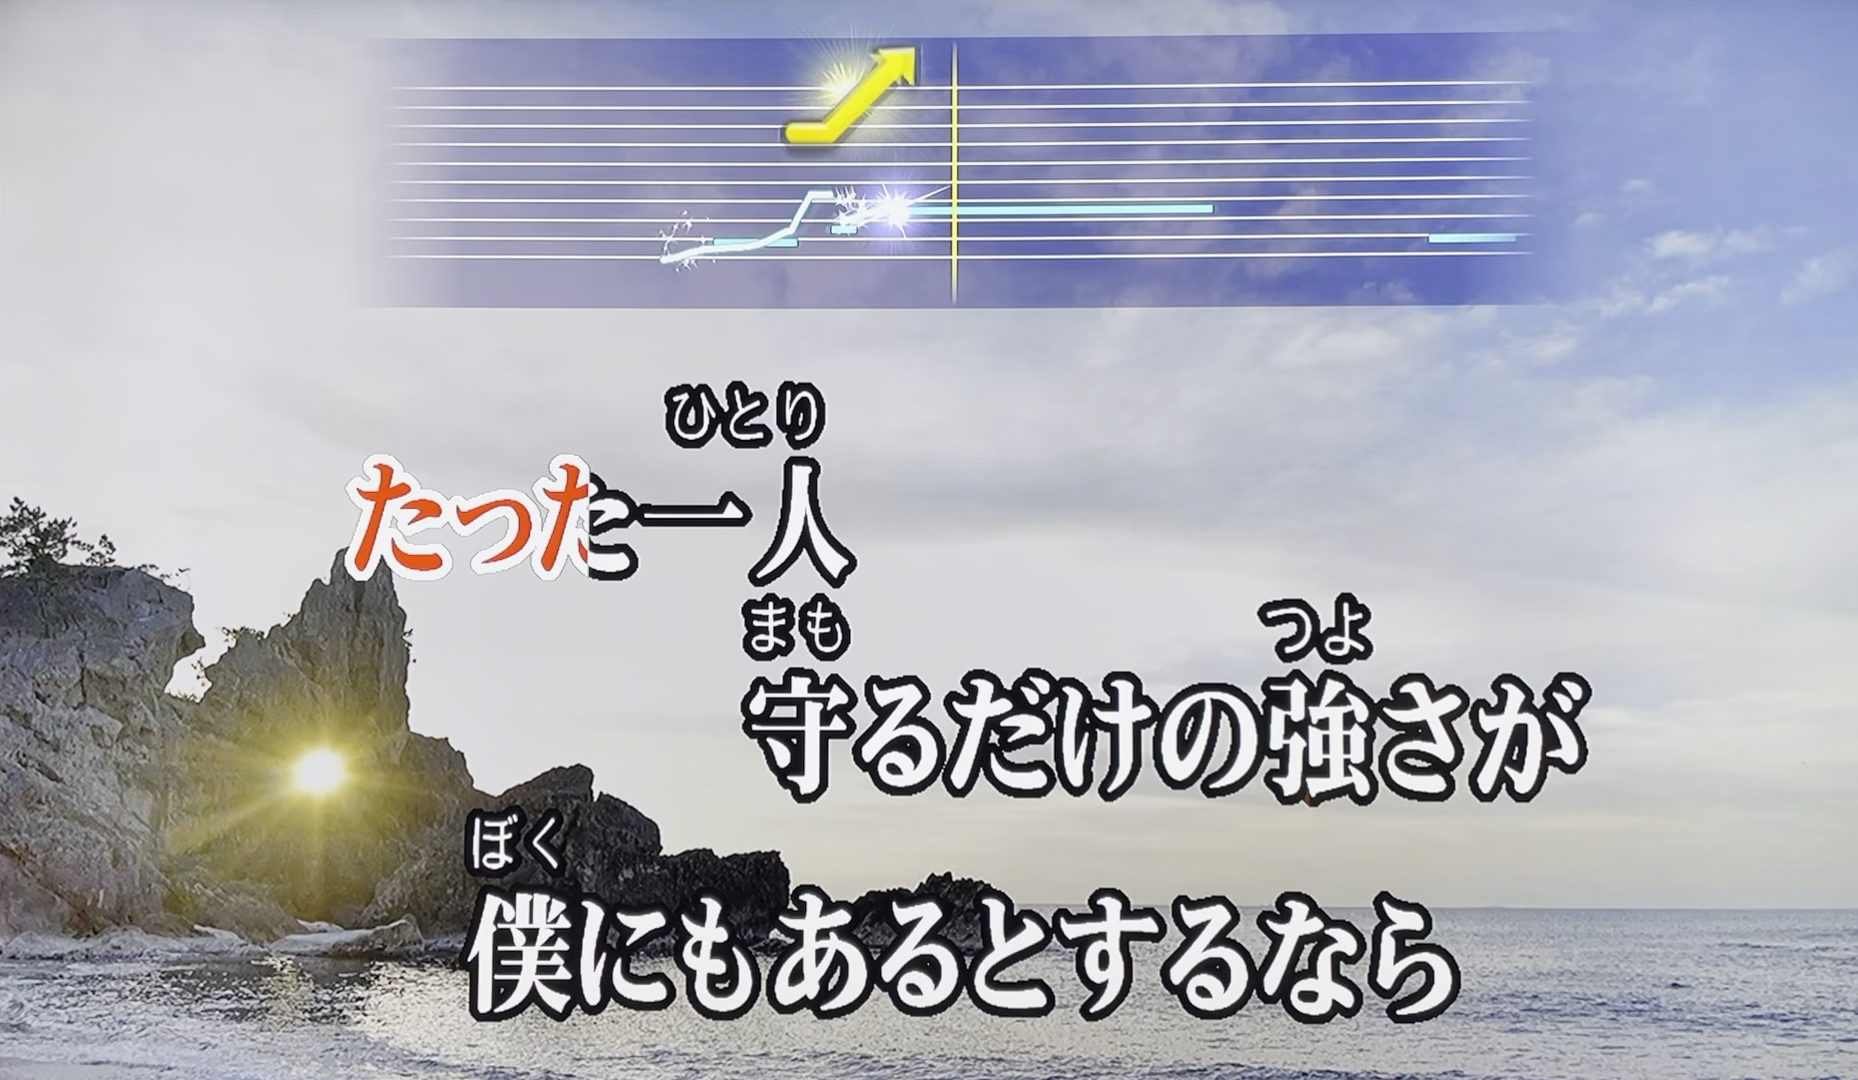 ひとり
たった一人
まも つよ
守るだけの強さが
ぼく
僕にもあるとするなら